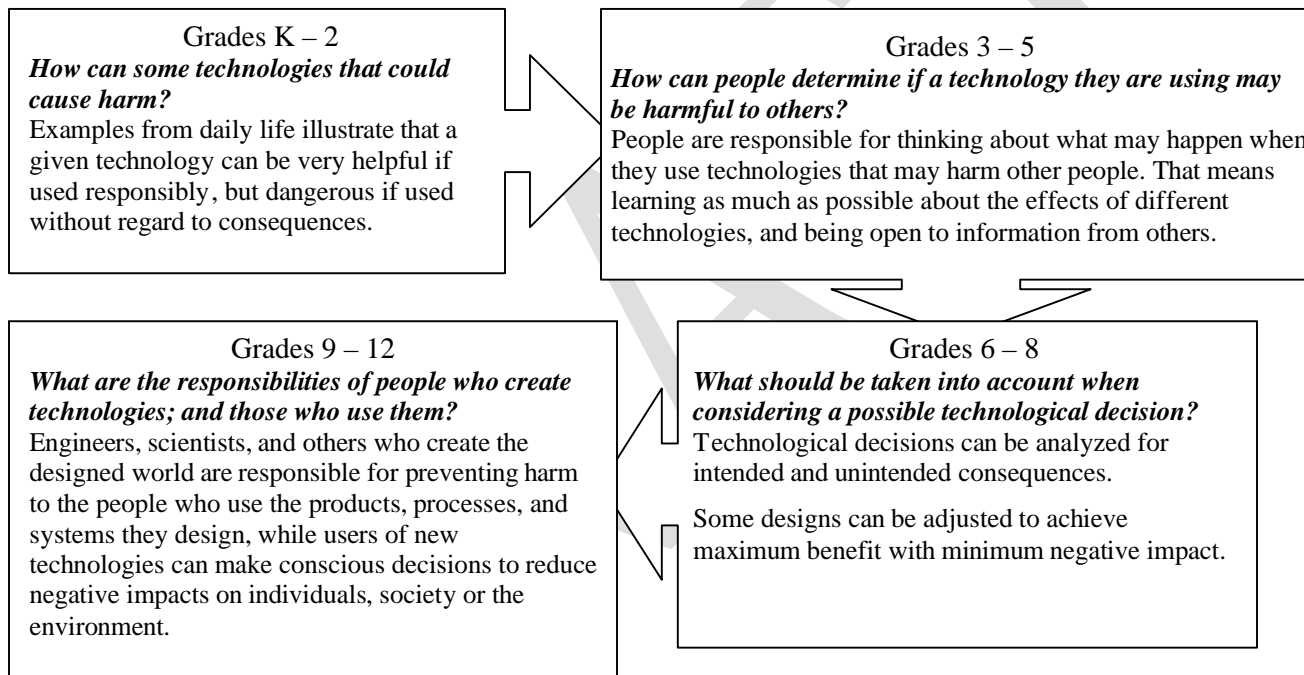 Grades K – 2
How can some technologies that could
cause harm?
Examples from daily life illustrate that a
given technology can be very helpful if
used responsibly, but dangerous if used
without regard to consequences.
Grades 3 – 5
How can people determine if a technology they are using may
be harmful to others?
People are responsible for thinking about what may happen when
they use technologies that may harm other people. That means
learning as much as possible about the effects of different
technologies, and being open to information from others.
Grades 6 – 8
What should be taken into account when
considering a possible technological decision?
Technological decisions can be analyzed for
intended and unintended consequences.
Some designs can be adjusted to achieve
maximum benefit with minimum negative impact.
Grades 9 – 12
What are the responsibilities of people who create
technologies; and those who use them?
Engineers, scientists, and others who create the
designed world are responsible for preventing harm
to the people who use the products, processes, and
systems they design, while users of new
technologies can make conscious decisions to reduce
negative impacts on individuals, society or the
environment.